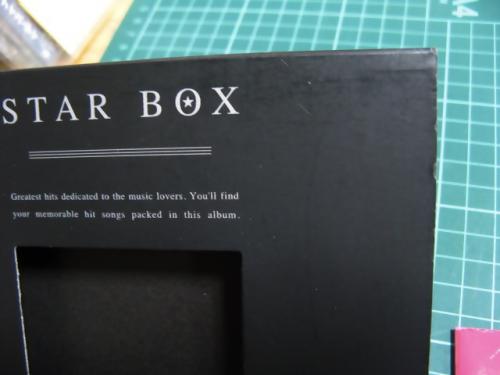 STAR BOX
Greatest hits dedicated to the music lovers. You'll find
your memorable hit songs packed in this album.
A4